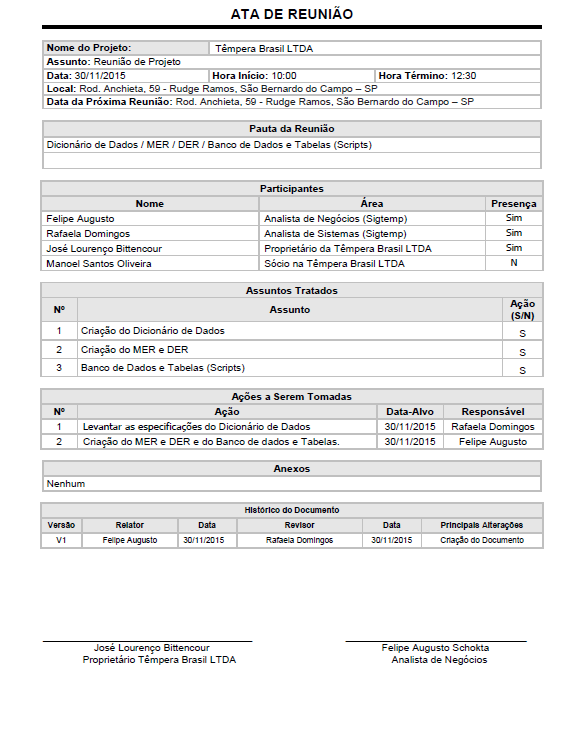 ATA DE REUNIÃO
Nome do Projeto: Têmpera Brasil LTDA
Assunto: Reunião de Projeto
Data: 30/11/2015 Hora Início: 10:00 Hora Término: 12:30
Local: Rod. Anchieta, 59 - Rudge Ramos, São Bernardo do Campo – SP
Data da Próxima Reunião: Rod. Anchieta, 59 - Rudge Ramos, São Bernardo do Campo – SP
Pauta da Reunião
Dicionário de Dados / MER / DER / Banco de Dados e Tabelas (Scripts)
Participantes
Nome Área Presença
Felipe Augusto Analista de Negócios (Sigtemp) Sim
Rafaela Domingos Analista de Sistemas (Sigtemp) Sim
José Lourenço Bittencour Proprietário da Têmpera Brasil LTDA Sim
Manoel Santos Oliveira Sócio na Têmpera Brasil LTDA N
Assuntos Tratados
Nº Assunto Ação (S/N)
1 Criação do Dicionário de Dados S
2 Criação do MER e DER S
3 Banco de Dados e Tabelas (Scripts) S
Ações a Serem Tomadas
Nº Ação Data-Alvo Responsável
1 Levantar as especificações do Dicionário de Dados 30/11/2015 Rafaela Domingos
2 Criação do MER e DER e do Banco de dados e Tabelas. 30/11/2015 Felipe Augusto
Anexos
Nenhum
Histórico do Documento
Versão Relator Data Revisor Data Principais Alterações
V1 Felipe Augusto 30/11/2015 Rafaela Domingos 30/11/2015 Criação do Documento
José Lourenço Bittencour Felipe Augusto Schokta
Proprietário Têmpera Brasil LTDA Analista de Negócios